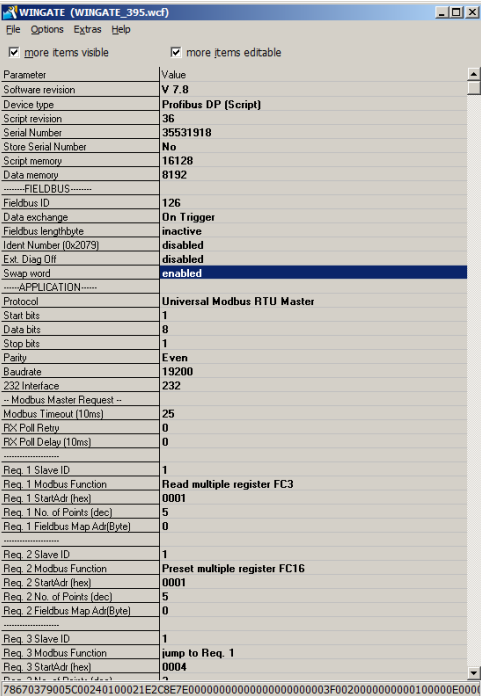 WINGATE (WINGATE_395.wcf)
File Options Extras Help
more items visible more items editable
Parameter Value
Software revision V 7.8
Device type Profibus DP (Script)
Script revision 36
Serial Number 35531918
Store Serial Number No
Script memory 16128
Data memory 8192
--------FIELDBUS--------
Fieldbus ID 126
Data exchange On Trigger
Fieldbus lengthbyte inactive
Ident Number (0x2079) disabled
Ext. Diag Off disabled
Swap word enabled
------APPLICATION------
Protocol Universal Modbus RTU Master
Start bits 1
Data bits 8
Stop bits 1
Parity Even
Baudrate 19200
232 Interface 232
-- Modbus Master Request --
Modbus Timeout (10ms) 25
RX Poll Retry 0
RX Poll Delay (10ms) 0
---------------------
Req. 1 Slave ID 1
Req. 1 Modbus Function Read multiple register FC3
Req. 1 StartAdr (hex) 0001
Req. 1 No. of Points (dec) 5
Req. 1 Fieldbus Map Adr(Byte) 0
---------------------
Req. 2 Slave ID 1
Req. 2 Modbus Function Preset multiple register FC16
Req. 2 StartAdr (hex) 0001
Req. 2 No. of Points (dec) 5
Req. 2 Fieldbus Map Adr(Byte) 0
---------------------
Req. 3 Slave ID 1
Req. 3 Modbus Function jump to Req. 1
Req. 3 StartAdr (hex) 0004